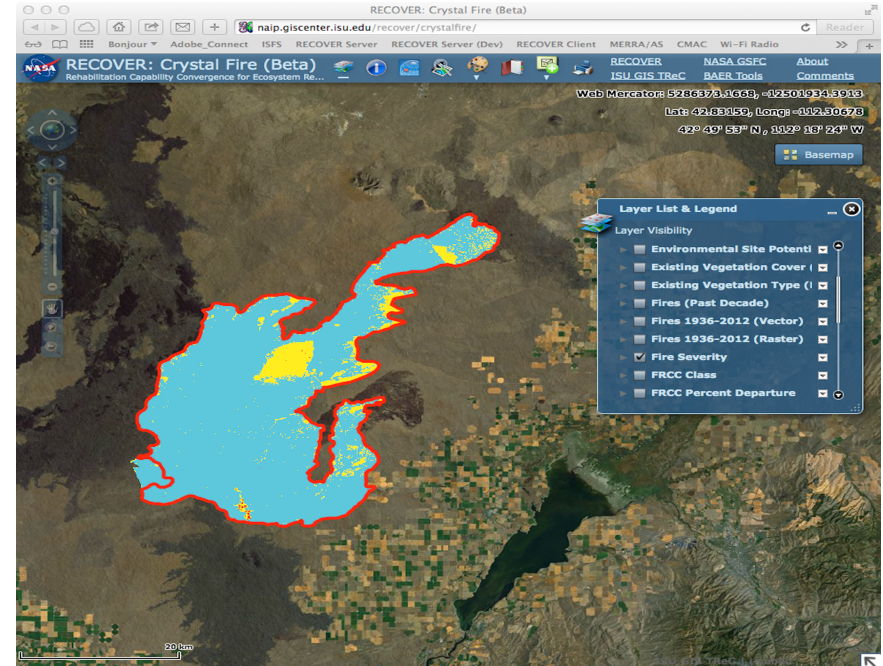 RECOVER: Crystal Fire (Beta)
naip.giscenter.isu.edu/recover/crystalfire/
Reader
Bonjour ▾ Adobe_Connect ISFS RECOVER Server RECOVER Server (Dev) RECOVER Client MERRA/AS CMAC Wi-Fi Radio >> +
NASA
RECOVER: Crystal Fire (Beta)
Rehabilitation Capability Convergence for Ecosystem Re...
RECOVER NASA GSFC About
ISU GIS TReC BAER Tools Comments
Web Mercator: 5286373.1668, -12501934.3913
Lat: 42.83153, Long: -112.30678
42° 49' 53" N , 112° 18' 24" W
Basemap
Layer List & Legend
Layer Visibility
Environmental Site Potenti
Existing Vegetation Cover (
Existing Vegetation Type (
Fires (Past Decade)
Fires 1936-2012 (Vector)
Fires 1936-2012 (Raster)
Fire Severity
FRCC Class
FRCC Percent Departure
20 km